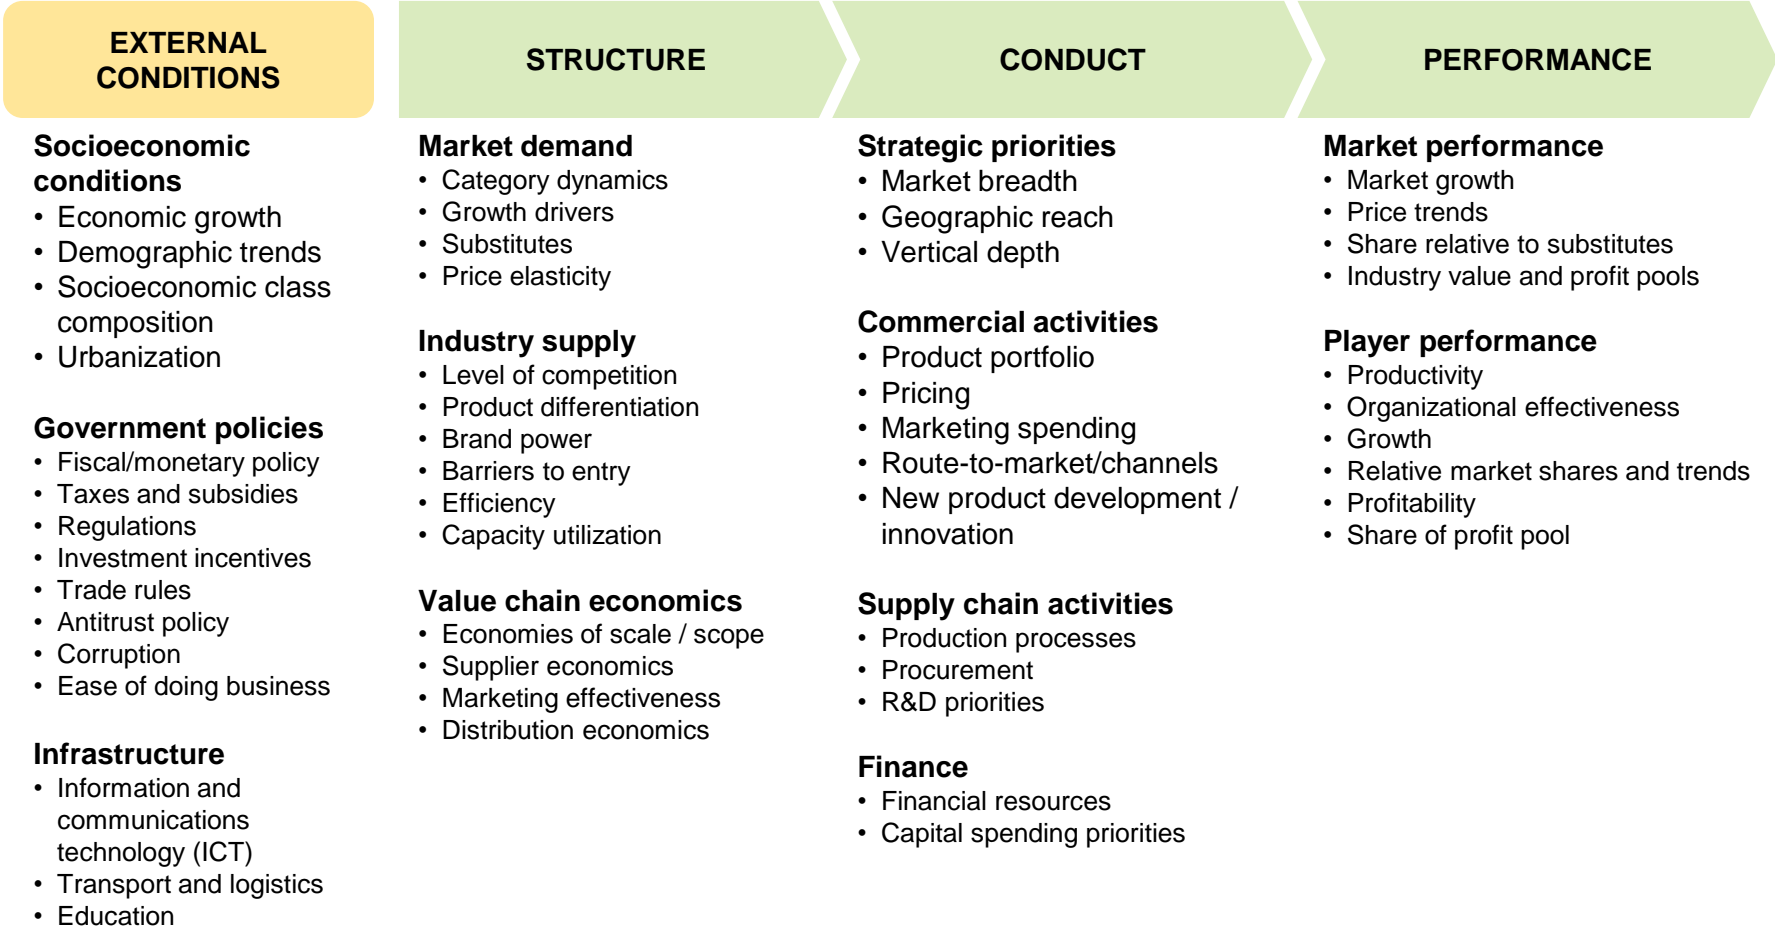 EXTERNAL
CONDITIONS
STRUCTURE
CONDUCT
PERFORMANCE
Socioeconomic
conditions
• Economic growth
• Demographic trends
• Socioeconomic class
composition
• Urbanization
Government policies
• Fiscal/monetary policy
• Taxes and subsidies
• Regulations
• Investment incentives
• Trade rules
• Antitrust policy
• Corruption
• Ease of doing business
Infrastructure
• Information and
communications
technology (ICT)
• Transport and logistics
• Education
Market demand
• Category dynamics
• Growth drivers
• Substitutes
• Price elasticity
Industry supply
• Level of competition
• Product differentiation
• Brand power
• Barriers to entry
• Efficiency
• Capacity utilization
Value chain economics
• Economies of scale / scope
• Supplier economics
• Marketing effectiveness
• Distribution economics
Strategic priorities
• Market breadth
• Geographic reach
• Vertical depth
Commercial activities
• Product portfolio
• Pricing
• Marketing spending
• Route-to-market/channels
• New product development /
innovation
Supply chain activities
• Production processes
• Procurement
• R&D priorities
Finance
• Financial resources
• Capital spending priorities
Market performance
• Market growth
• Price trends
• Share relative to substitutes
• Industry value and profit pools
Player performance
• Productivity
• Organizational effectiveness
• Growth
• Relative market shares and trends
• Profitability
• Share of profit pool